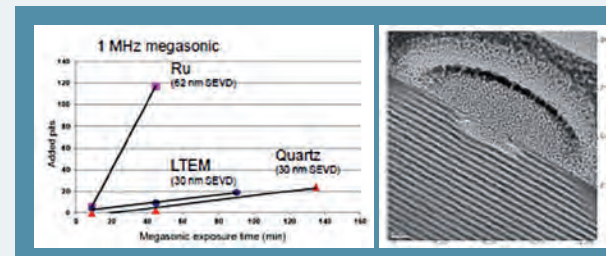 1 MHz megasonic
Ru
(62 nm SEVD)
LTEM
(30 nm SEVD)
Quartz
(30 nm SEVD)
Added pits
140
120
100
80
60
40
20
0
0 20 40 60 80 100 120 140 160
Megasonic exposure time (min)